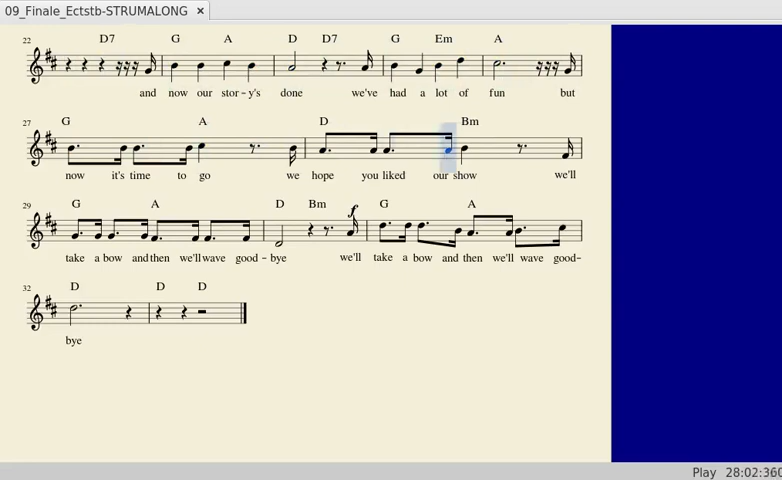 09_Finale_Ectstb-STRUMALONG ×
22 D7 G A D D7 G Em A
and now our stor-y's done we've had a lot of fun but
27 G A D Bm
now it's time to go we hope you liked our show we'll
29 G A D Bm f G A
take a bow and then we'll wave good-bye we'll take a bow and then we'll wave good-
32 D D D
bye
Play 28:02:360